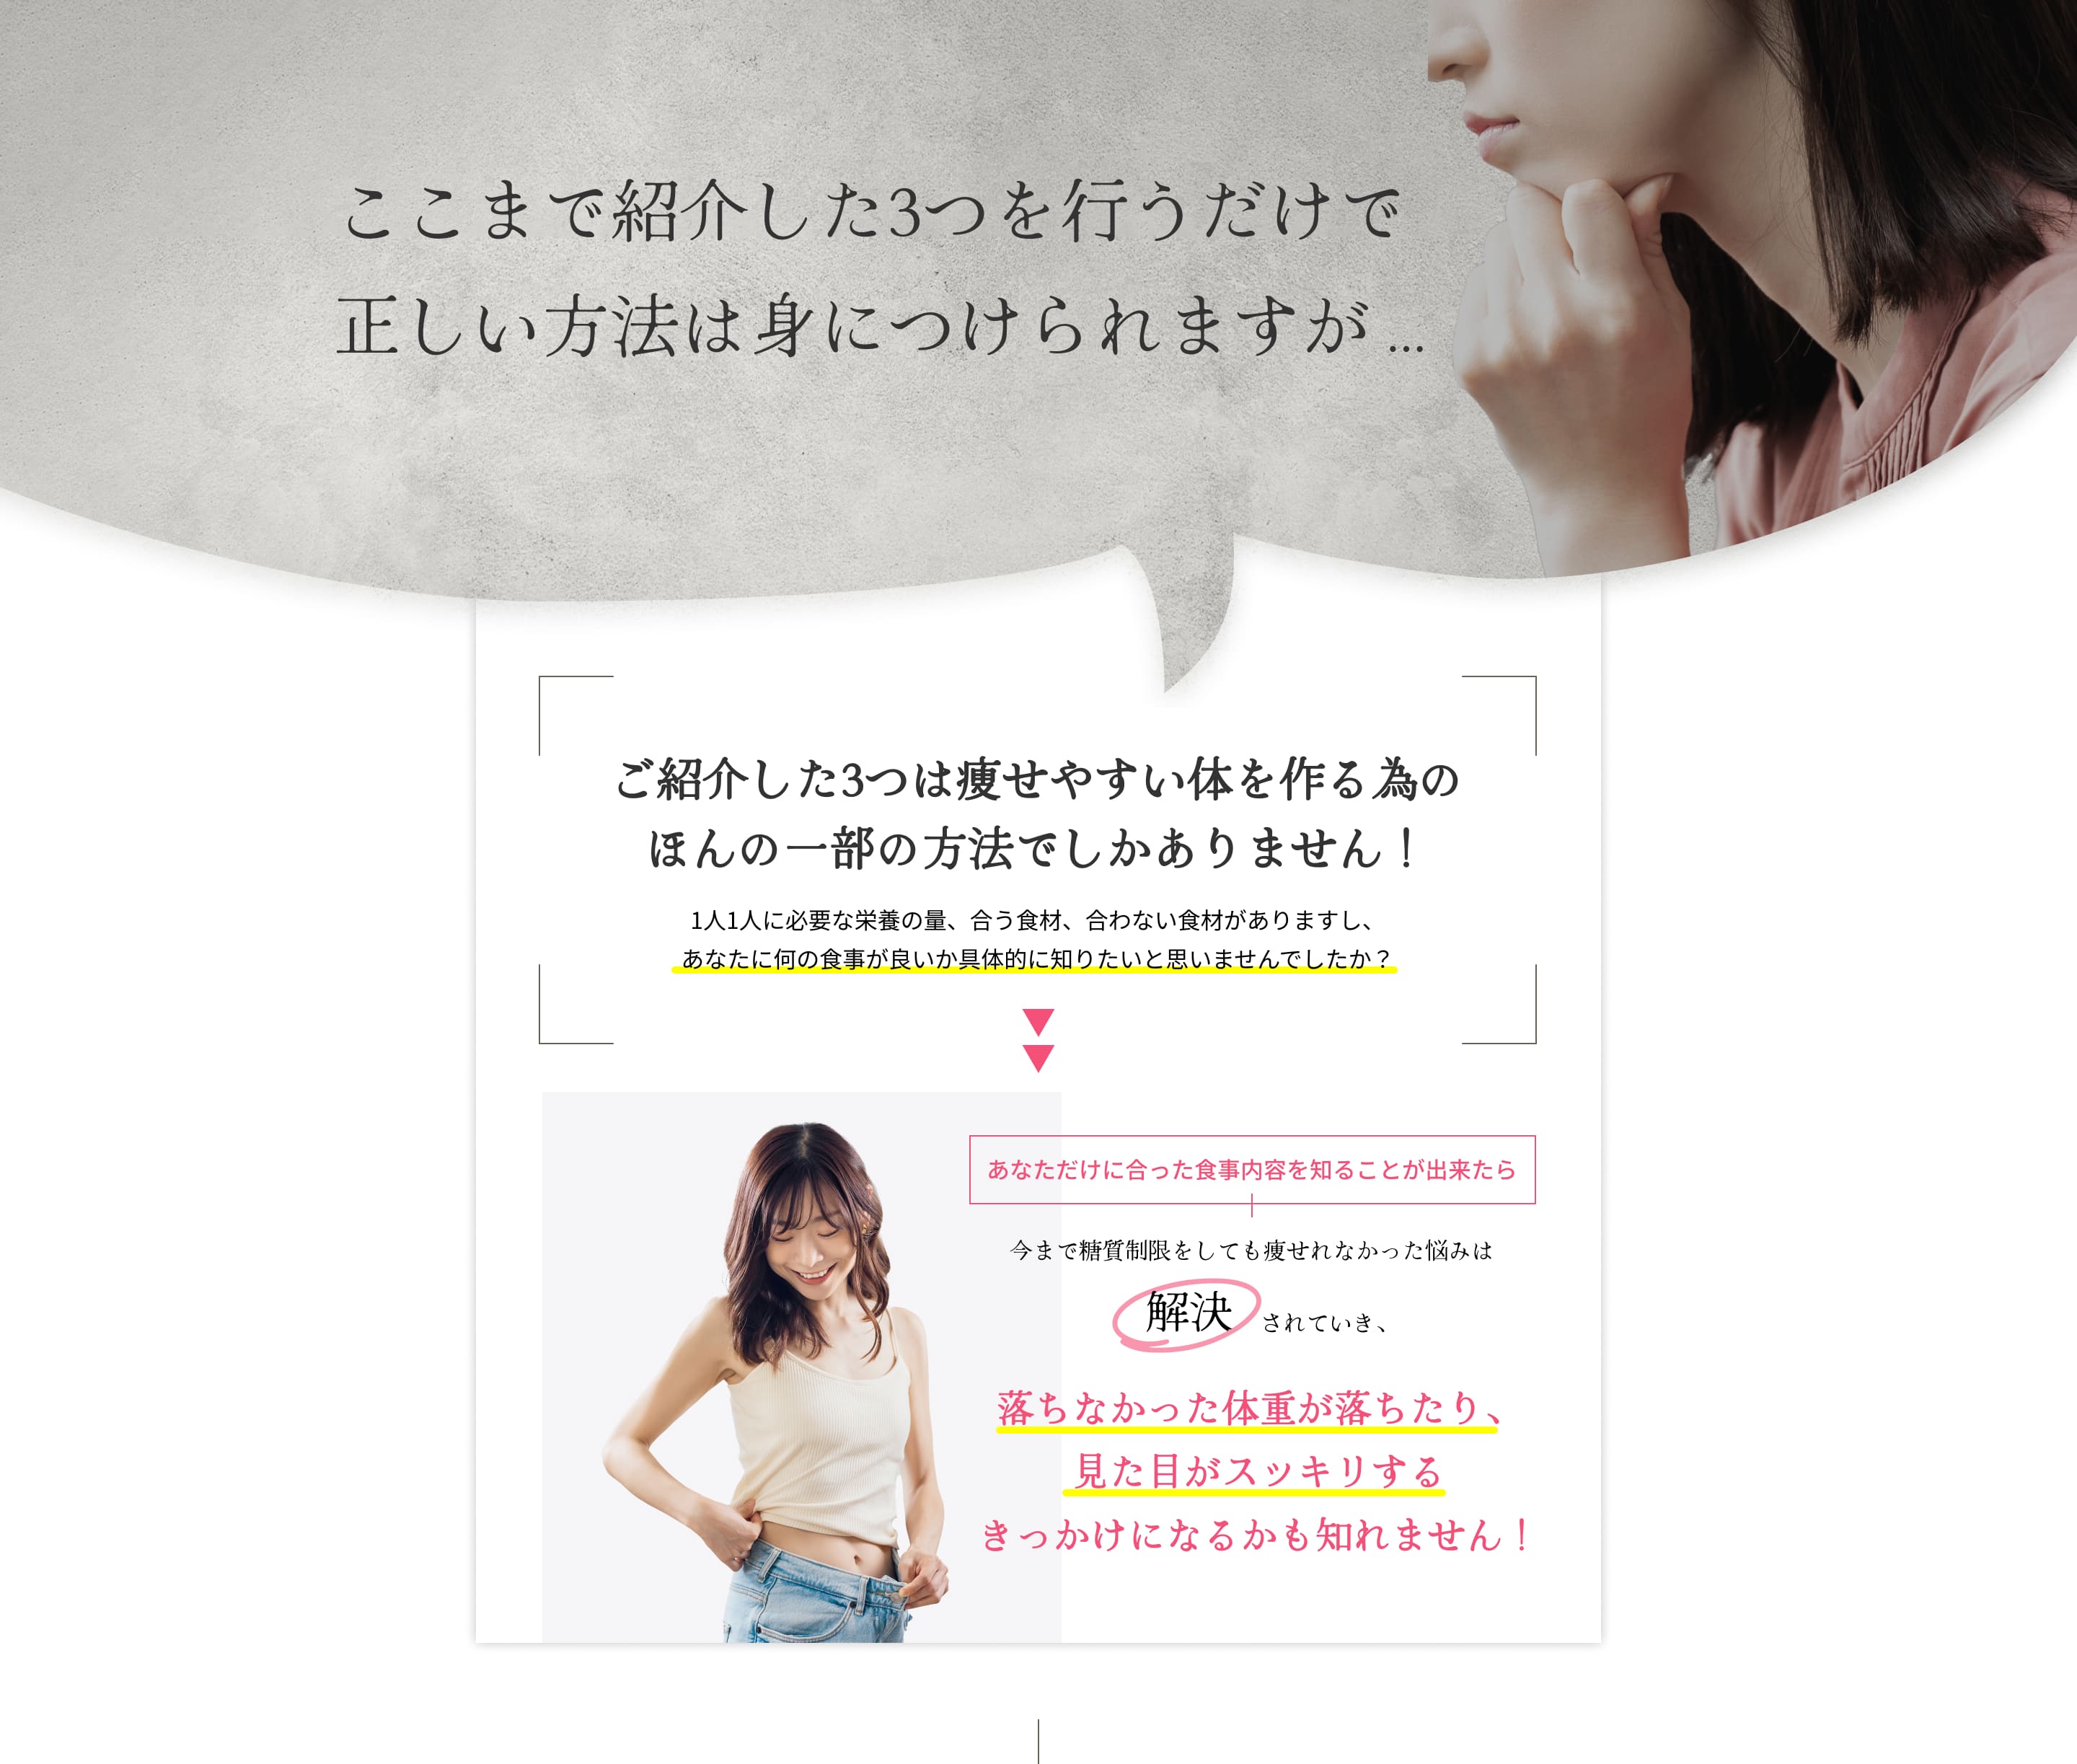 ここまで紹介した3つを行うだけで
正しい方法は身につけられますが...
ご紹介した3つは痩せやすい体を作る為の
ほんの一部の方法でしかありません！
1人1人に必要な栄養の量、合う食材、合わない食材がありますし、
あなたに何の食事が良いか具体的に知りたいと思いませんでしたか？
あなただけに合った食事内容を知ることが出来たら
今まで糖質制限をしても痩せれなかった悩みは
解決されていき、
落ちなかった体重が落ちたり、
見た目がスッキリする
きっかけになるかも知れません！